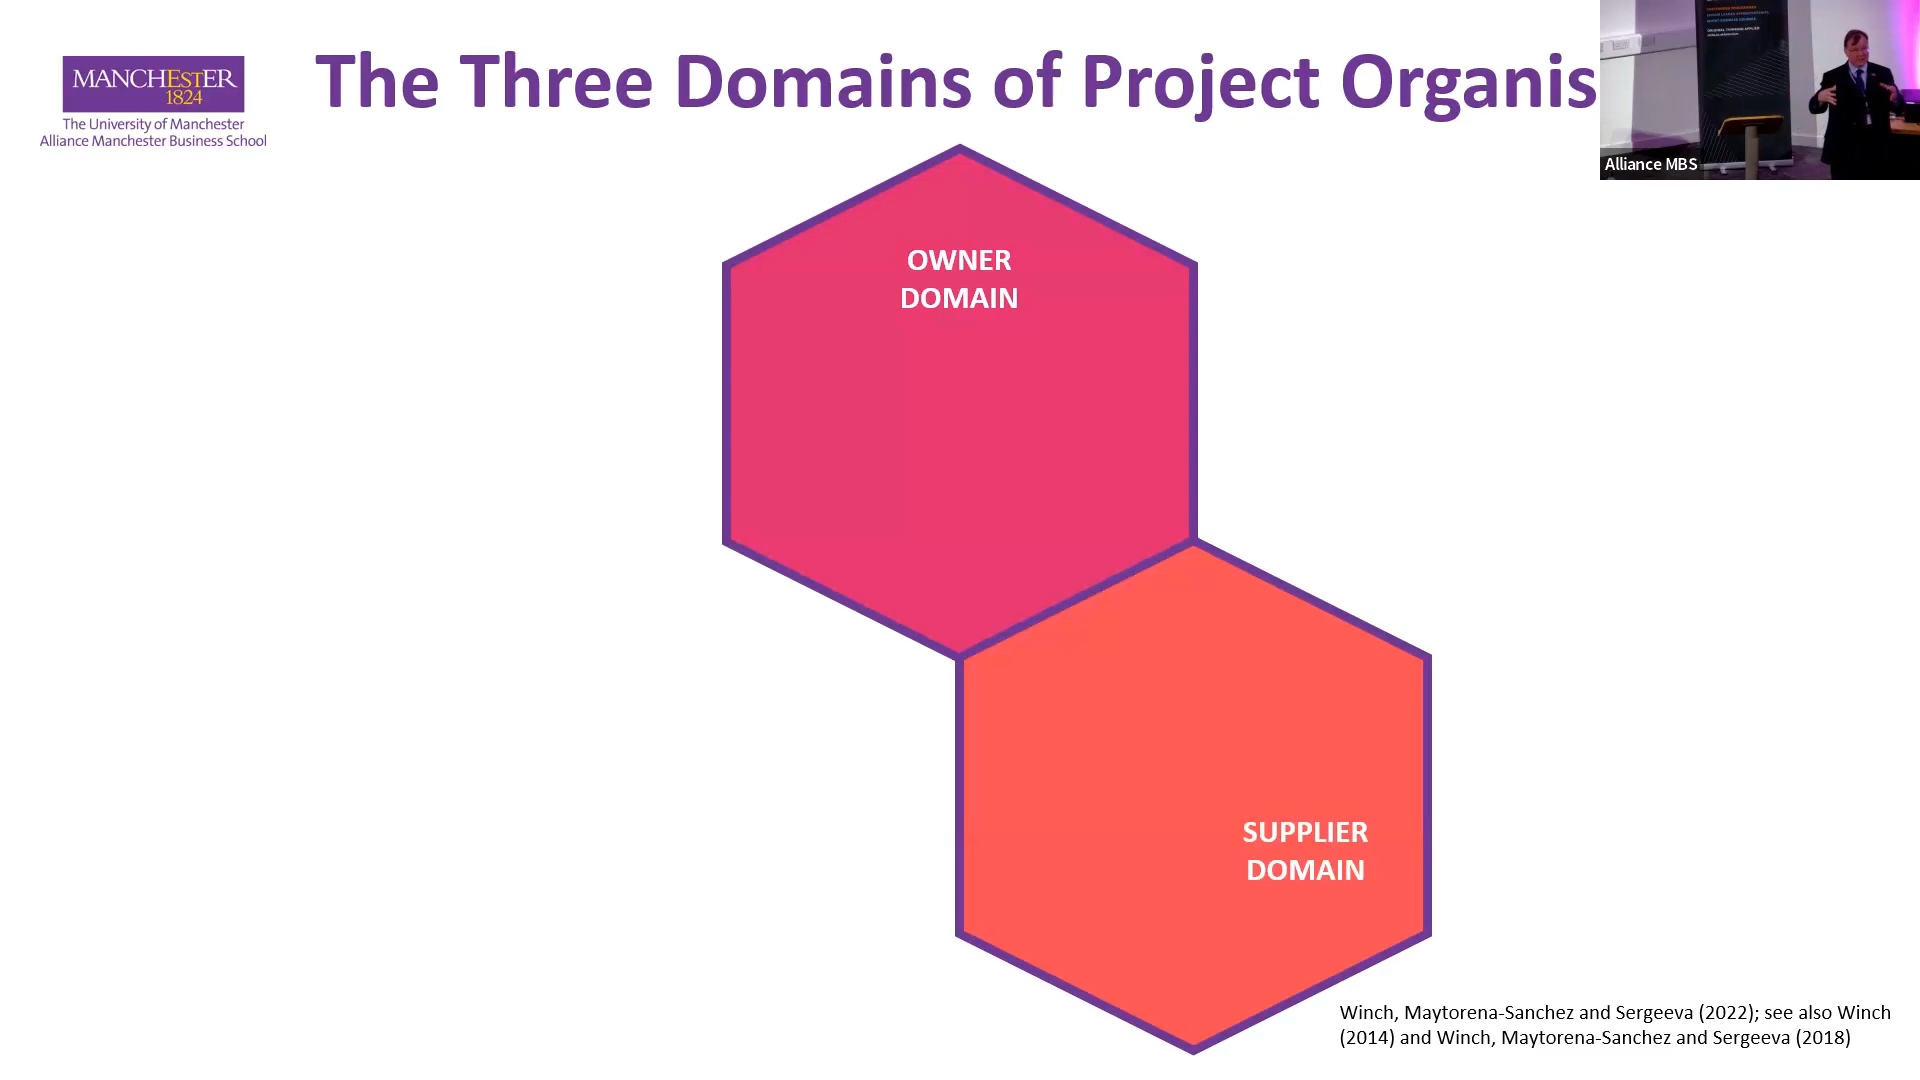 MANCHESTER
1824
The University of Manchester
Alliance Manchester Business School
The Three Domains of Project Organis
Alliance MBS
OWNER
DOMAIN
SUPPLIER
DOMAIN
Winch, Maytorena-Sanchez and Sergeeva (2022); see also Winch
(2014) and Winch, Maytorena-Sanchez and Sergeeva (2018)